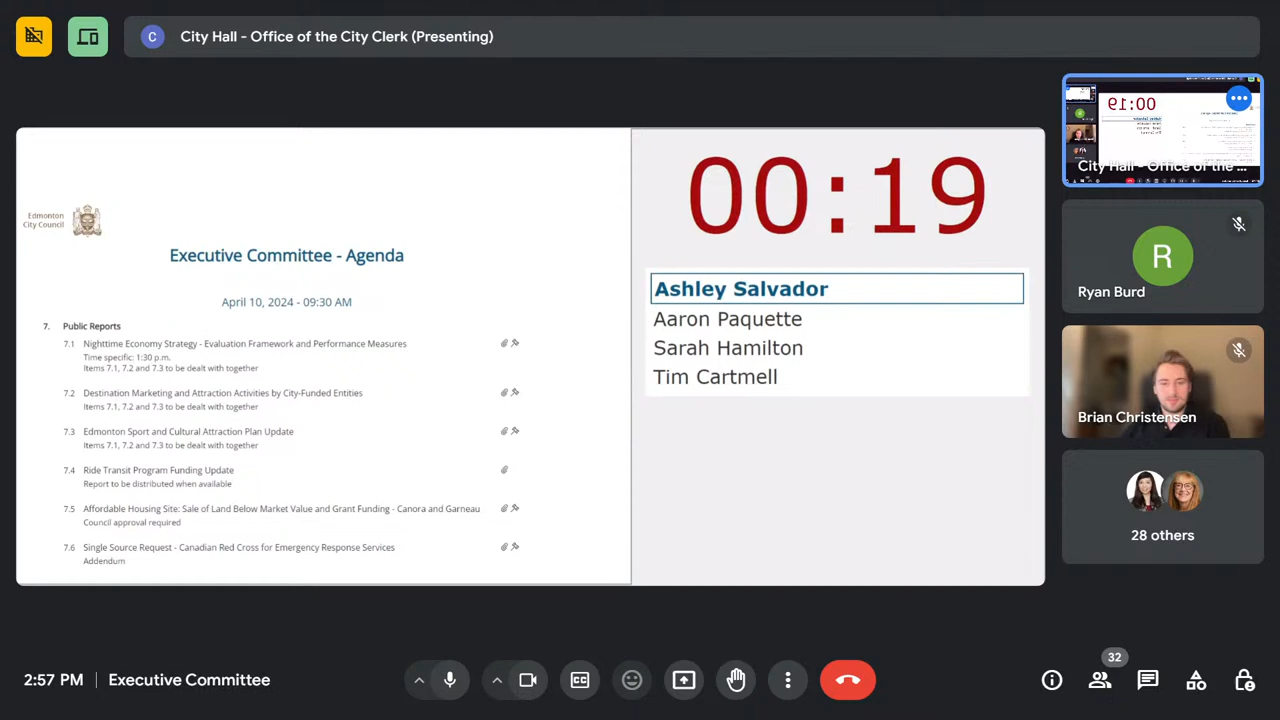 C City Hall - Office of the City Clerk (Presenting)
Edmonton
City Council
Executive Committee - Agenda
April 10, 2024 - 09:30 AM
7. Public Reports
7.1 Nighttime Economy Strategy - Evaluation Framework and Performance Measures
Time specific: 1:30 p.m.
Items 7.1, 7.2 and 7.3 to be dealt with together
7.2 Destination Marketing and Attraction Activities by City-Funded Entities
Items 7.1, 7.2 and 7.3 to be dealt with together
7.3 Edmonton Sport and Cultural Attraction Plan Update
Items 7.1, 7.2 and 7.3 to be dealt with together
7.4 Ride Transit Program Funding Update
Report to be distributed when available
7.5 Affordable Housing Site: Sale of Land Below Market Value and Grant Funding - Canora and Garneau
Council approval required
7.6 Single Source Request - Canadian Red Cross for Emergency Response Services
Addendum
00:19
Ashley Salvador
Aaron Paquette
Sarah Hamilton
Tim Cartmell
00:19
City Hall - Office of the ...
R
Ryan Burd
Brian Christensen
28 others
2:57 PM | Executive Committee
CC
32